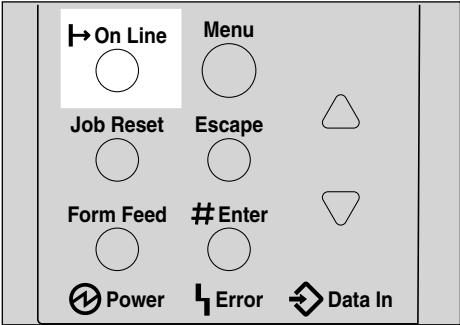 On Line Menu
Job Reset Escape
Form Feed # Enter
Power Error Data In